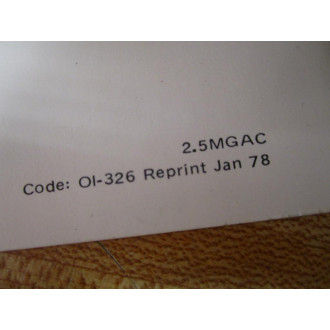 2.5MGAC
Code: OI-326 Reprint Jan 78